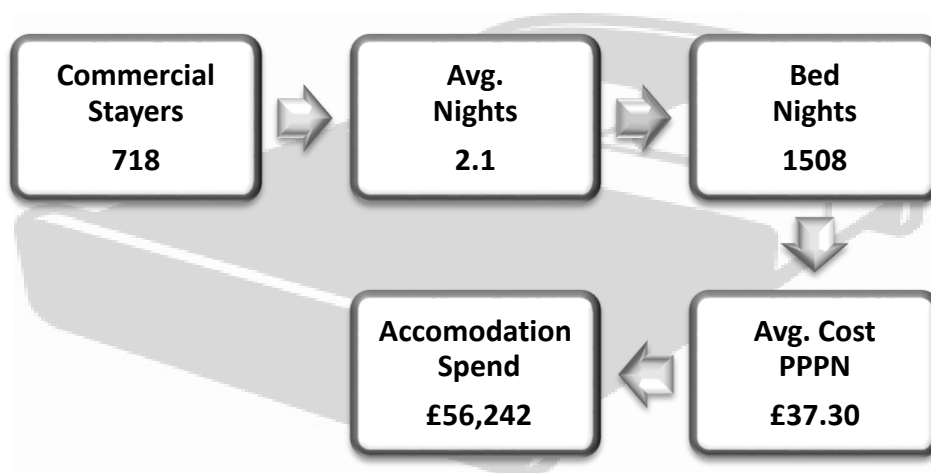 Commercial
Stayers
718
Avg.
Nights
2.1
Bed
Nights
1508
Avg. Cost
PPPN
£37.30
Accomodation
Spend
£56,242